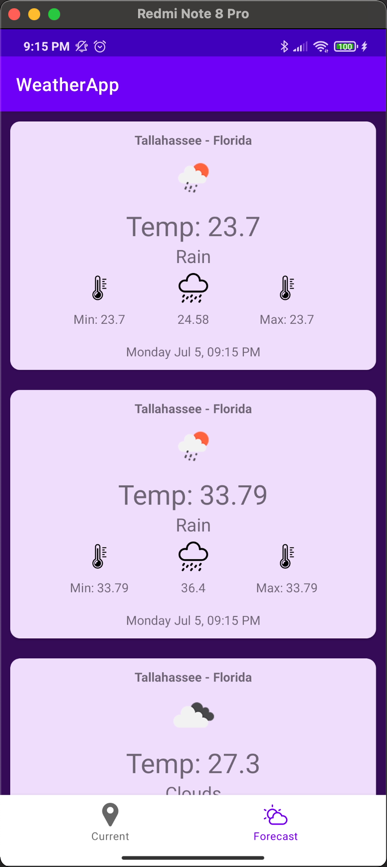 Redmi Note 8 Pro
9:15 PM
100
WeatherApp
Tallahassee - Florida
Temp: 23.7
Rain
Min: 23.7 24.58 Max: 23.7
Monday Jul 5, 09:15 PM
Tallahassee - Florida
Temp: 33.79
Rain
Min: 33.79 36.4 Max: 33.79
Monday Jul 5, 09:15 PM
Tallahassee - Florida
Temp: 27.3
Clouds
Current Forecast